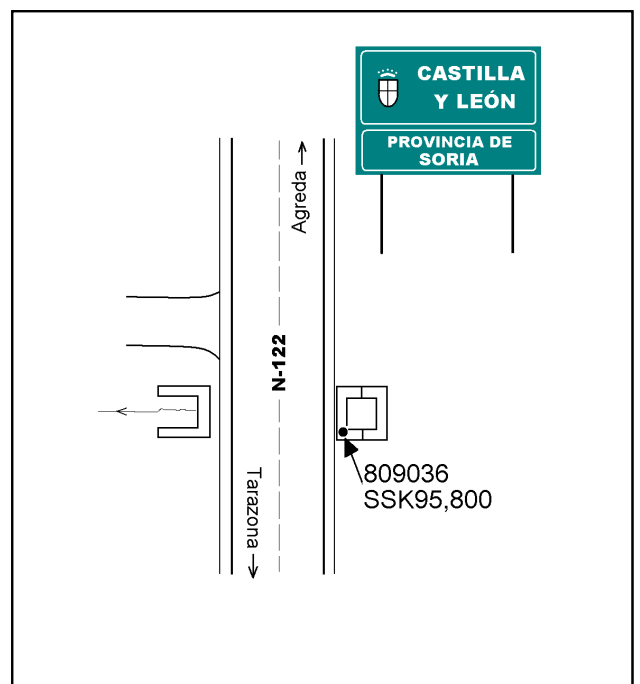 CASTILLA
Y LEÓN
PROVINCIA DE
SORIA
Agreda
N-122
Tarazona
809036
SSK95,800